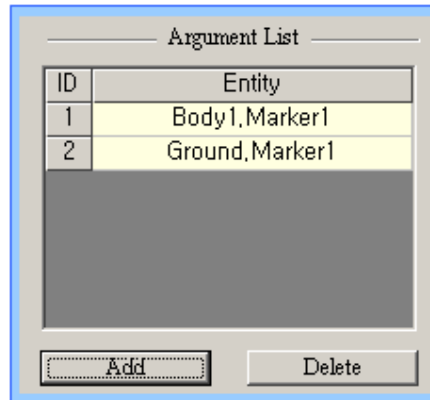 Argument List
ID Entity
1 Body1,Marker1
2 Ground,Marker1
Add Delete